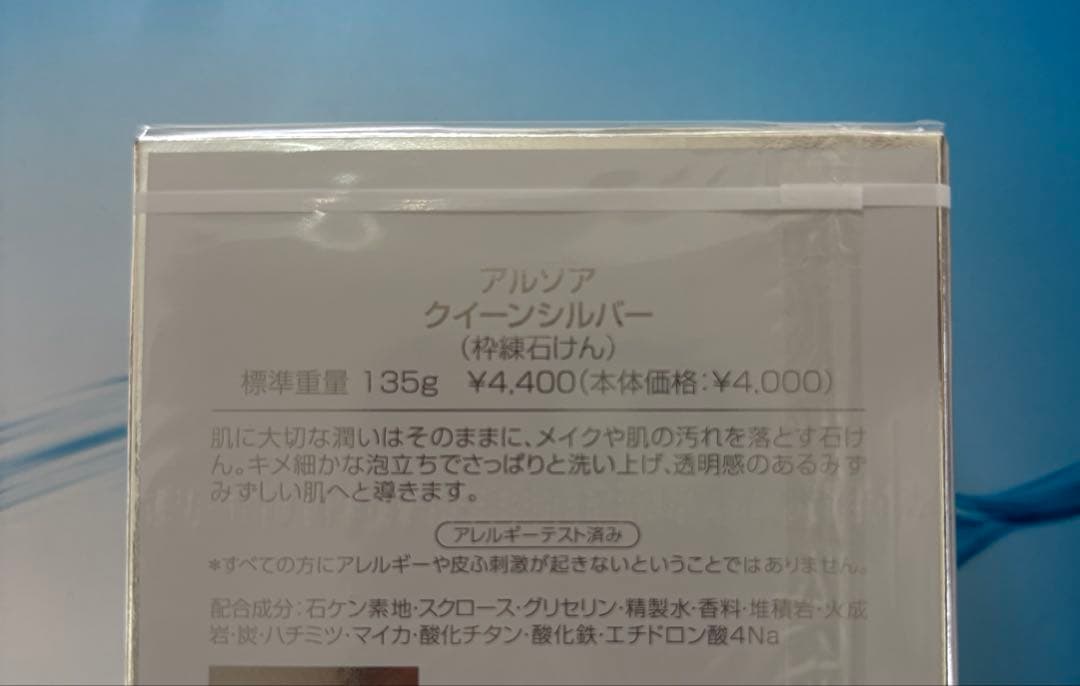 アルソア
クイーンシルバー
(枠練石けん)
標準重量 135g ¥4,400(本体価格:¥4,000)
肌に大切な潤いはそのままに、メイクや肌の汚れを落とす石け
ん。キメ細かな泡立ちでさっぱりと洗い上げ、透明感のあるみず
みずしい肌へと導きます。
アレルギーテスト済み
*すべての方にアレルギーや皮ふ刺激が起きないということではありません。
配合成分:石ケン素地・スクロース・グリセリン・精製水・香料・堆積岩・火成
岩・炭・ハチミツ・マイカ・酸化チタン・酸化鉄・エチドロン酸4Na